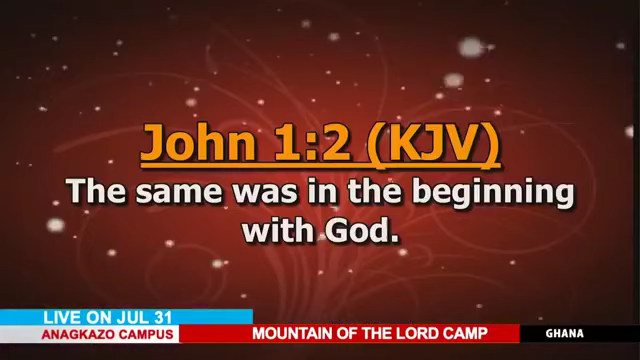 John 1:2 (KJV)
The same was in the beginning
with God.
LIVE ON JUL 31
ANAGKAZO CAMPUS
MOUNTAIN OF THE LORD CAMP
GHANA